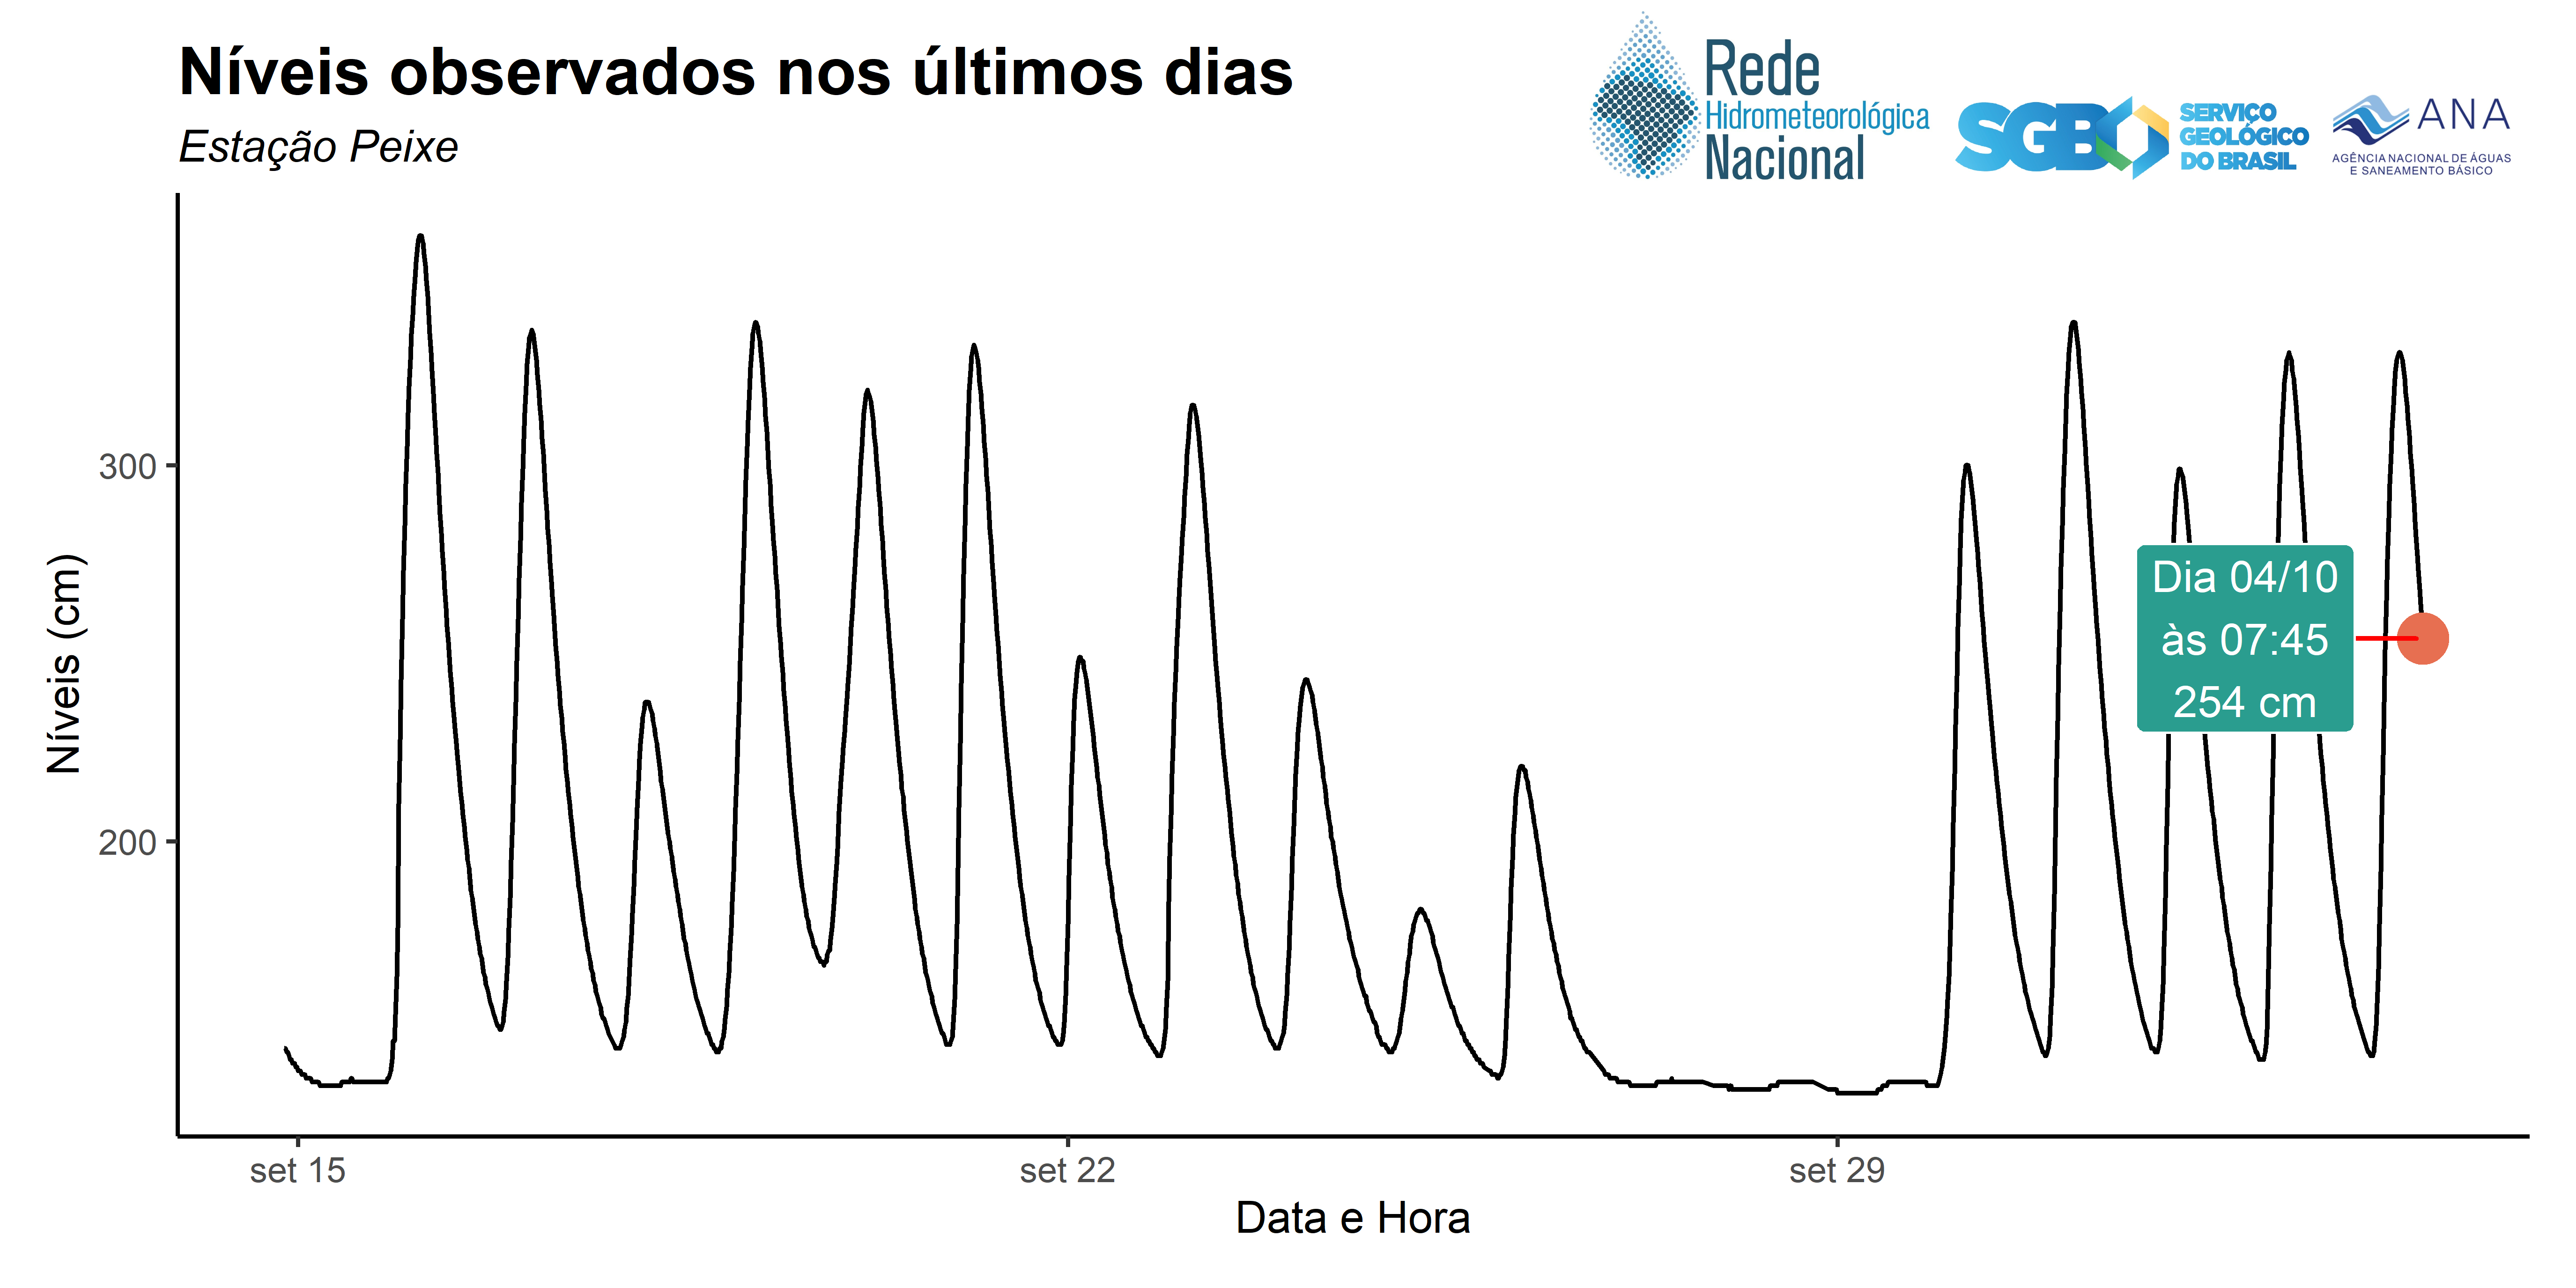 Níveis observados nos últimos dias
Estação Peixe
Rede
Hidrometeorológica
Nacional
SGB
SERVIÇO
GEOLÓGICO
DO BRASIL
ANA
AGÊNCIA NACIONAL DE ÁGUAS
E SANEAMENTO BÁSICO
Níveis (cm)
300
200
Dia 04/10
às 07:45
254 cm
set 15
set 22
set 29
Data e Hora